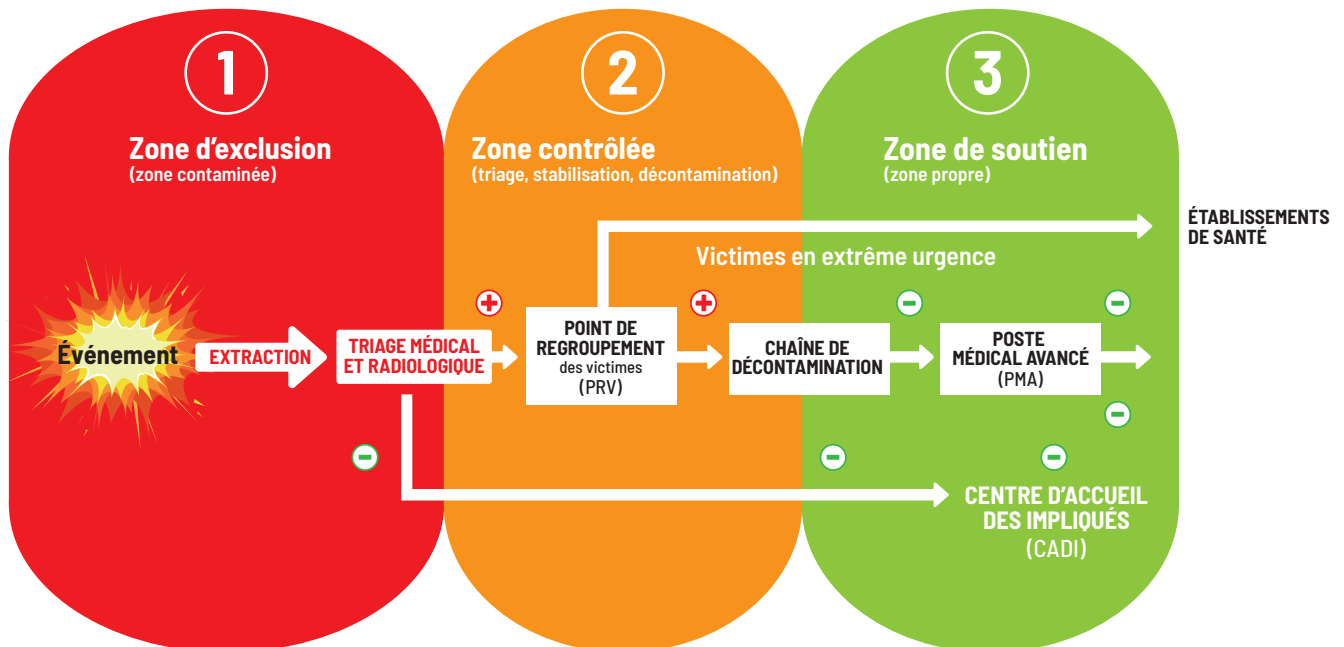 1
Zone d'exclusion
(zone contaminée)
2
Zone contrôlée
(triage, stabilisation, décontamination)
3
Zone de soutien
(zone propre)
ÉTABLISSEMENTS
DE SANTÉ
Victimes en extrême urgence
+
+
−
−
Événement
EXTRACTION
TRIAGE MÉDICAL
ET RADIOLOGIQUE
POINT DE
REGROUPEMENT
des victimes
(PRV)
CHAÎNE DE
DÉCONTAMINATION
POSTE
MÉDICAL AVANCÉ
(PMA)
−
−
−
−
CENTRE D'ACCUEIL
DES IMPLIQUÉS
(CADI)